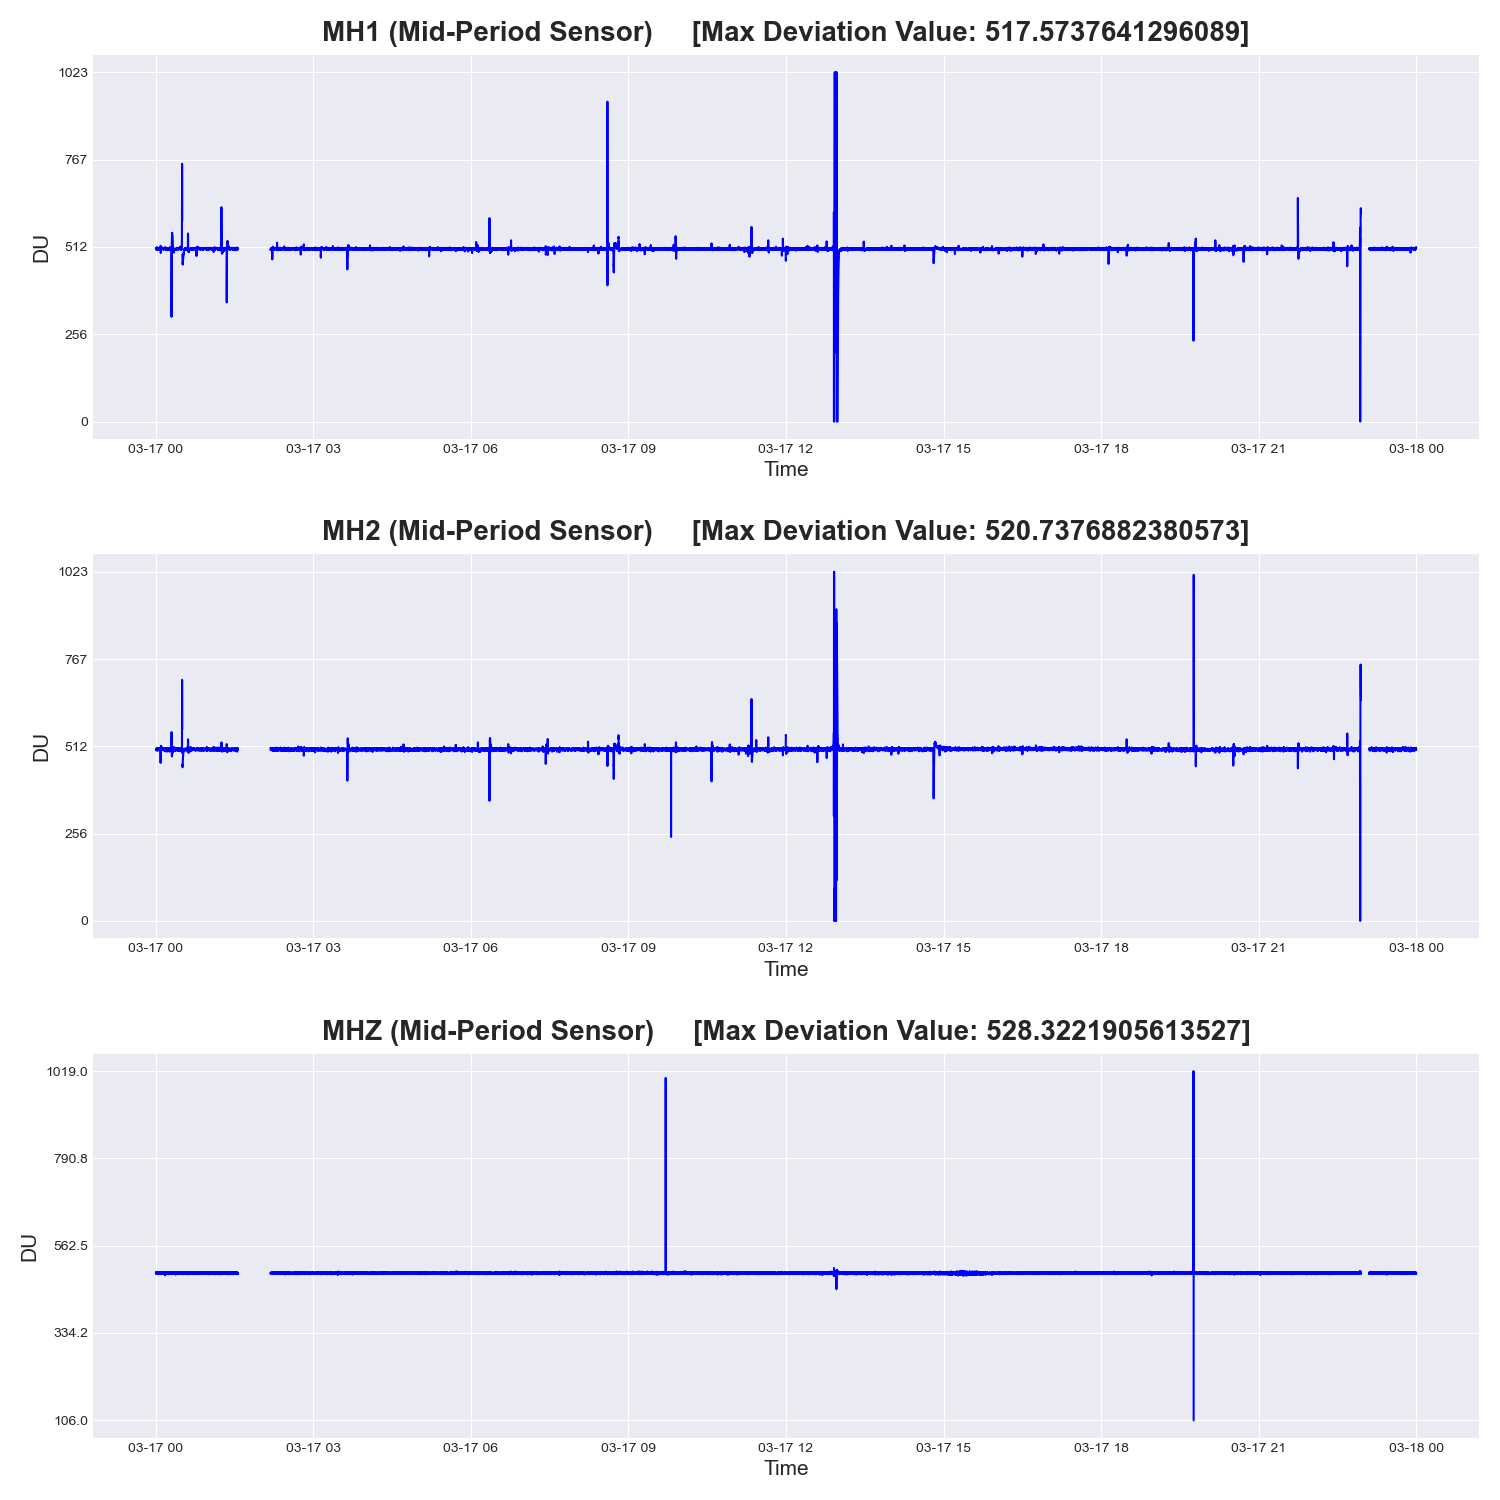 MH1 (Mid-Period Sensor) [Max Deviation Value: 517.5737641296089]
1023
767
512
256
0
DU
03-17 00 03-17 03 03-17 06 03-17 09 03-17 12 03-17 15 03-17 18 03-17 21 03-18 00
Time
MH2 (Mid-Period Sensor) [Max Deviation Value: 520.7376882380573]
1023
767
512
256
0
DU
03-17 00 03-17 03 03-17 06 03-17 09 03-17 12 03-17 15 03-17 18 03-17 21 03-18 00
Time
MHZ (Mid-Period Sensor) [Max Deviation Value: 528.3221905613527]
1019.0
790.8
562.5
334.2
106.0
DU
03-17 00 03-17 03 03-17 06 03-17 09 03-17 12 03-17 15 03-17 18 03-17 21 03-18 00
Time